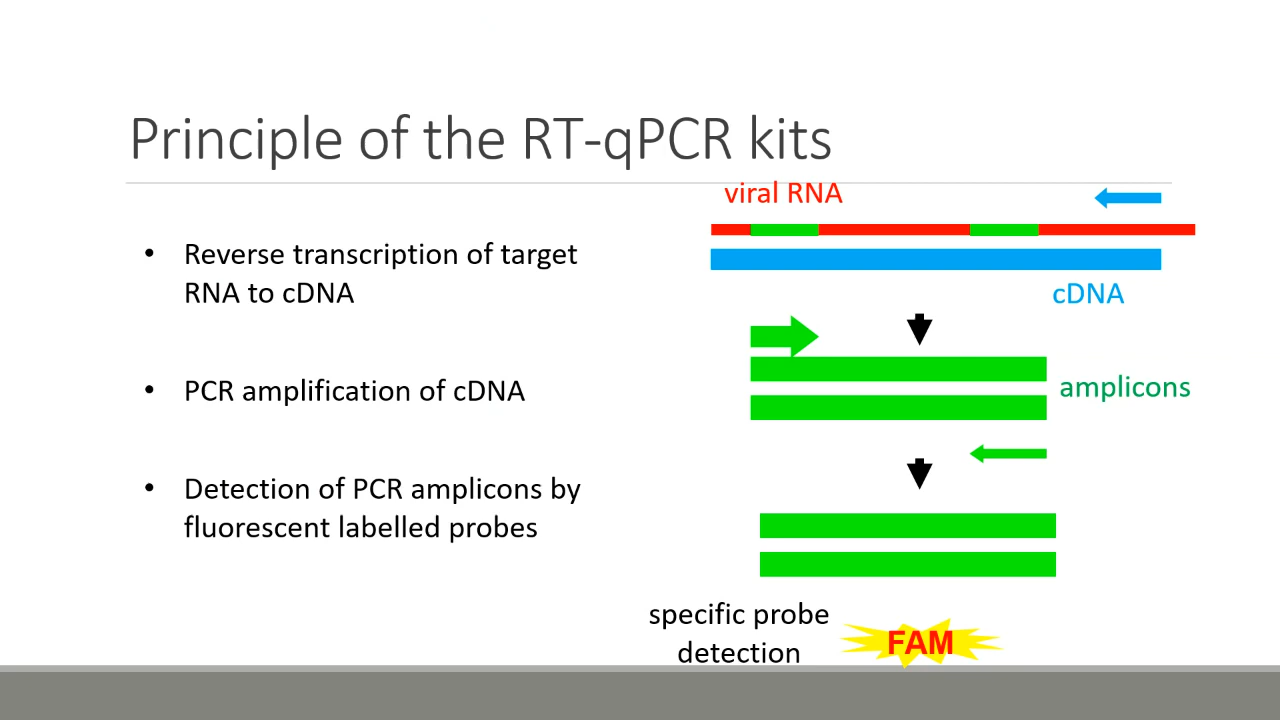 Principle of the RT-qPCR kits
• Reverse transcription of target
RNA to cDNA
• PCR amplification of cDNA
• Detection of PCR amplicons by
fluorescent labelled probes
viral RNA
cDNA
amplicons
specific probe
detection
FAM